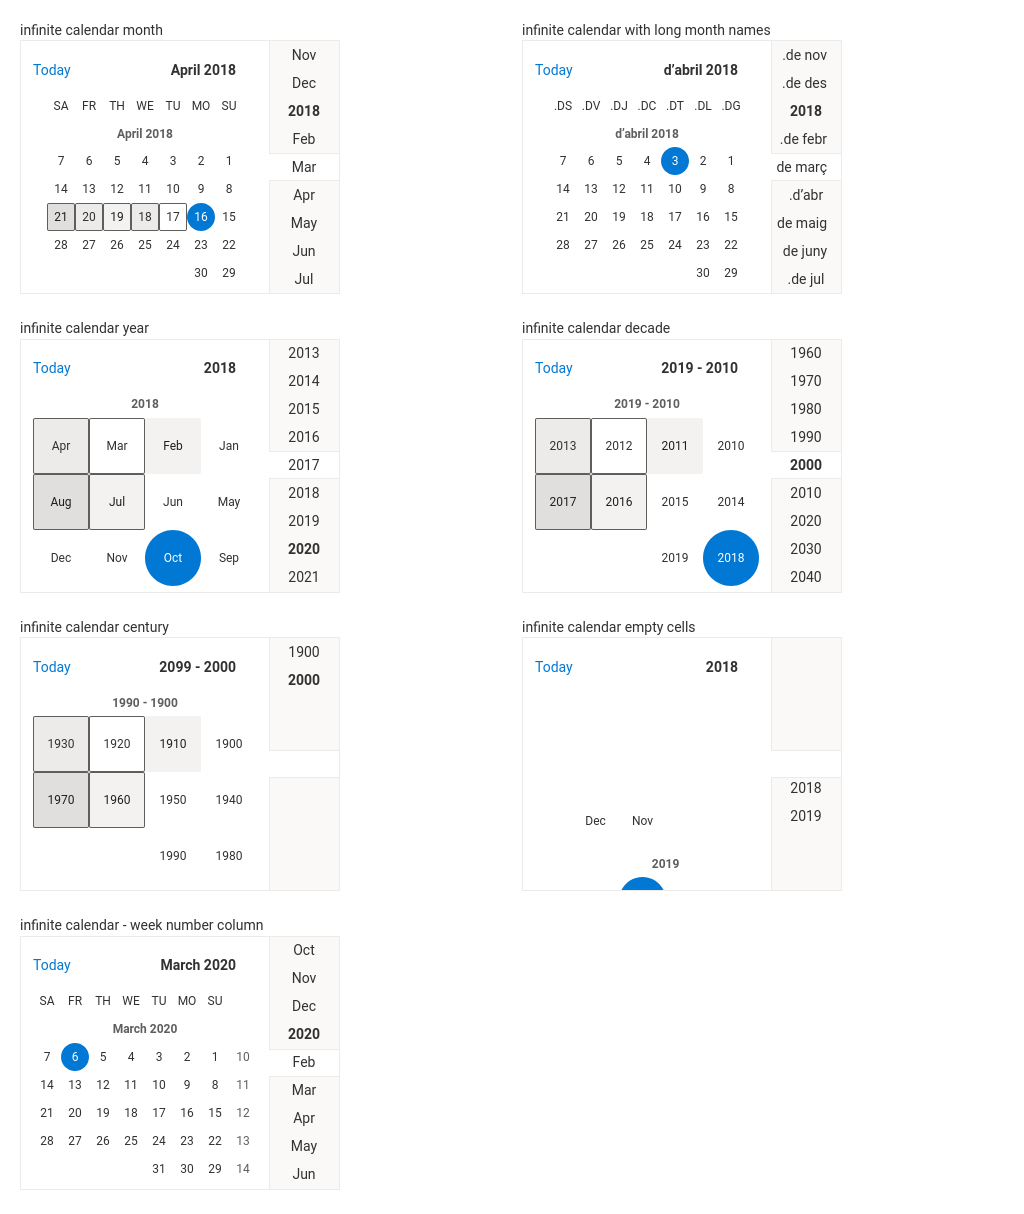 infinite calendar month
Today April 2018
SA FR TH WE TU MO SU
April 2018
7 6 5 4 3 2 1
14 13 12 11 10 9 8
21 20 19 18 17 16 15
28 27 26 25 24 23 22
30 29
Nov
Dec
2018
Feb
Mar
Apr
May
Jun
Jul
infinite calendar with long month names
Today d’abril 2018
.DS .DV .DJ .DC .DT .DL .DG
d’abril 2018
7 6 5 4 3 2 1
14 13 12 11 10 9 8
21 20 19 18 17 16 15
28 27 26 25 24 23 22
30 29
.de nov
.de des
2018
.de febr
de març
.d’abr
de maig
de juny
.de jul
infinite calendar year
Today 2018
2018
Apr Mar Feb Jan
Aug Jul Jun May
Dec Nov Oct Sep
2013
2014
2015
2016
2017
2018
2019
2020
2021
infinite calendar decade
Today 2019 - 2010
2019 - 2010
2013 2012 2011 2010
2017 2016 2015 2014
2019 2018
1960
1970
1980
1990
2000
2010
2020
2030
2040
infinite calendar century
Today 2099 - 2000
1990 - 1900
1930 1920 1910 1900
1970 1960 1950 1940
1990 1980
1900
2000
infinite calendar empty cells
Today 2018
Dec Nov
2019
2018
2019
infinite calendar - week number column
Today March 2020
SA FR TH WE TU MO SU
March 2020
7 6 5 4 3 2 1 10
14 13 12 11 10 9 8 11
21 20 19 18 17 16 15 12
28 27 26 25 24 23 22 13
31 30 29 14
Oct
Nov
Dec
2020
Feb
Mar
Apr
May
Jun